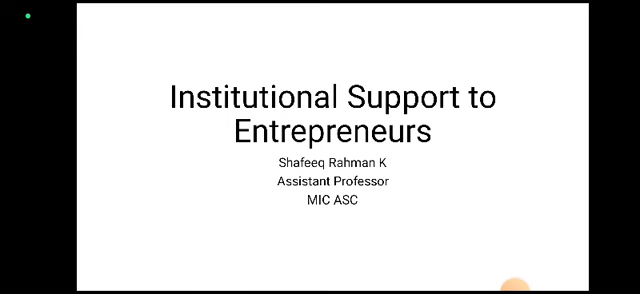 Institutional Support to
Entrepreneurs
Shafeeq Rahman K
Assistant Professor
MIC ASC